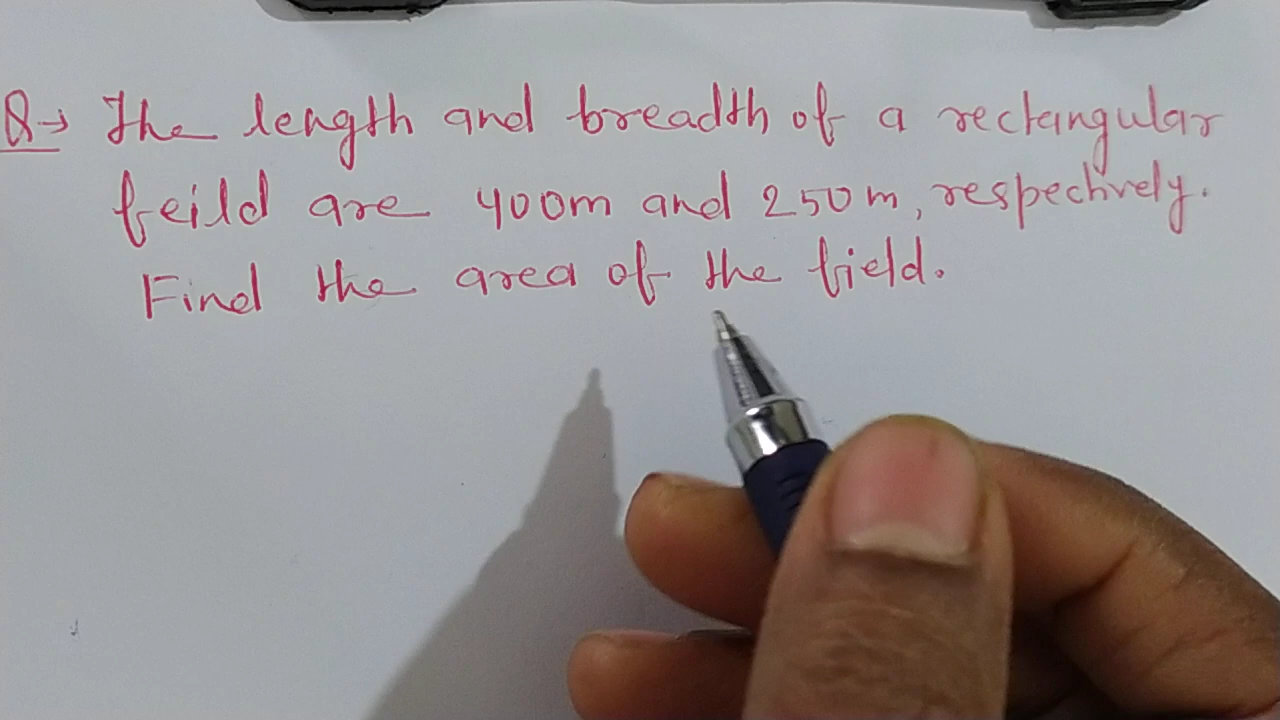 Q→ The length and breadth of a rectangular
feild are 400m and 250m, respectively.
Find the area of the field.